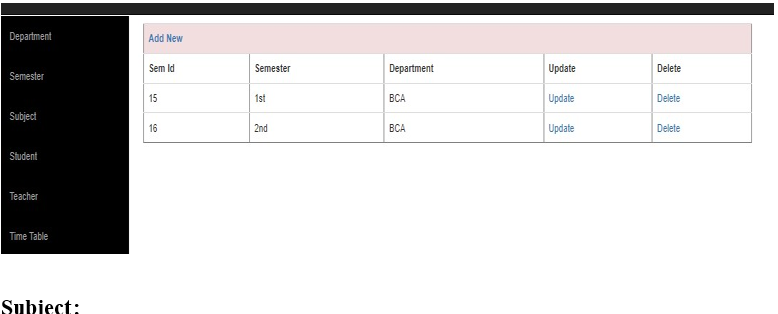 Department
Semester
Subject
Student
Teacher
Time Table
Add New
Sem Id Semester Department Update Delete
15 1st BCA Update Delete
16 2nd BCA Update Delete
Subject: